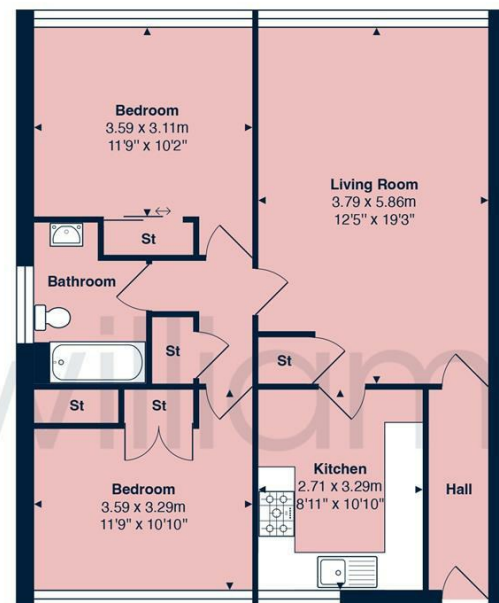 Bedroom
3.59 x 3.11m
11'9" x 10'2"
Living Room
3.79 x 5.86m
12'5" x 19'3"
St
Bathroom
St
St
St
St
Kitchen
2.71 x 3.29m
8'11" x 10'10"
Hall
Bedroom
3.59 x 3.29m
11'9" x 10'10"
william